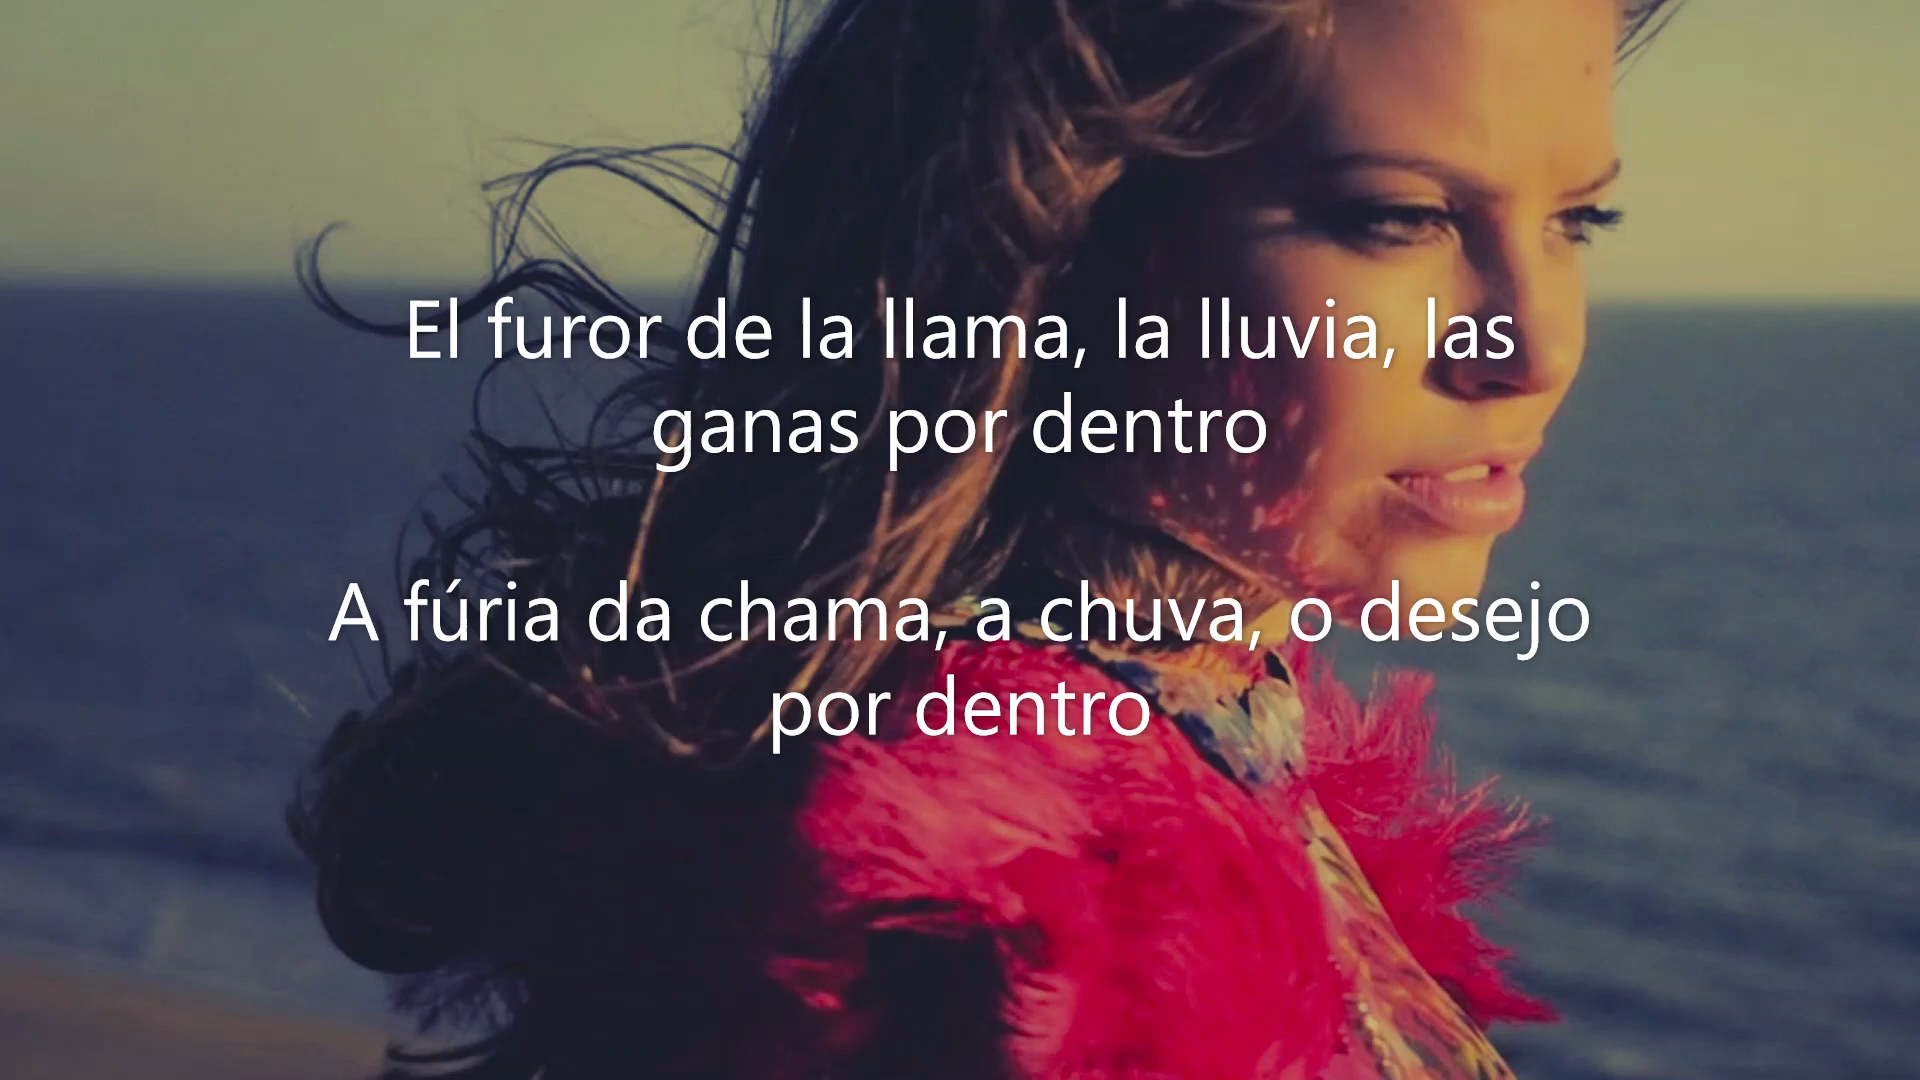 El furor de la llama, la lluvia, las
ganas por dentro
A fúria da chama, a chuva, o desejo
por dentro